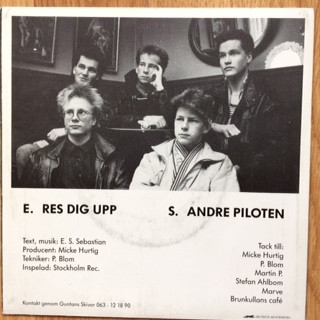 E. RES DIG UPP
S. ANDRE PILOTEN
Text, musik: E. S. Sebastian
Producent: Micke Hurtig
Tekniker: P. Blom
Inspelad: Stockholm Rec.
Tack till:
Micke Hurtig
P. Blom
Martin P.
Stefan Ahlbom
Marve
Brunkullans café
Kontakt genom Gustans Skivor 063 - 12 18 90